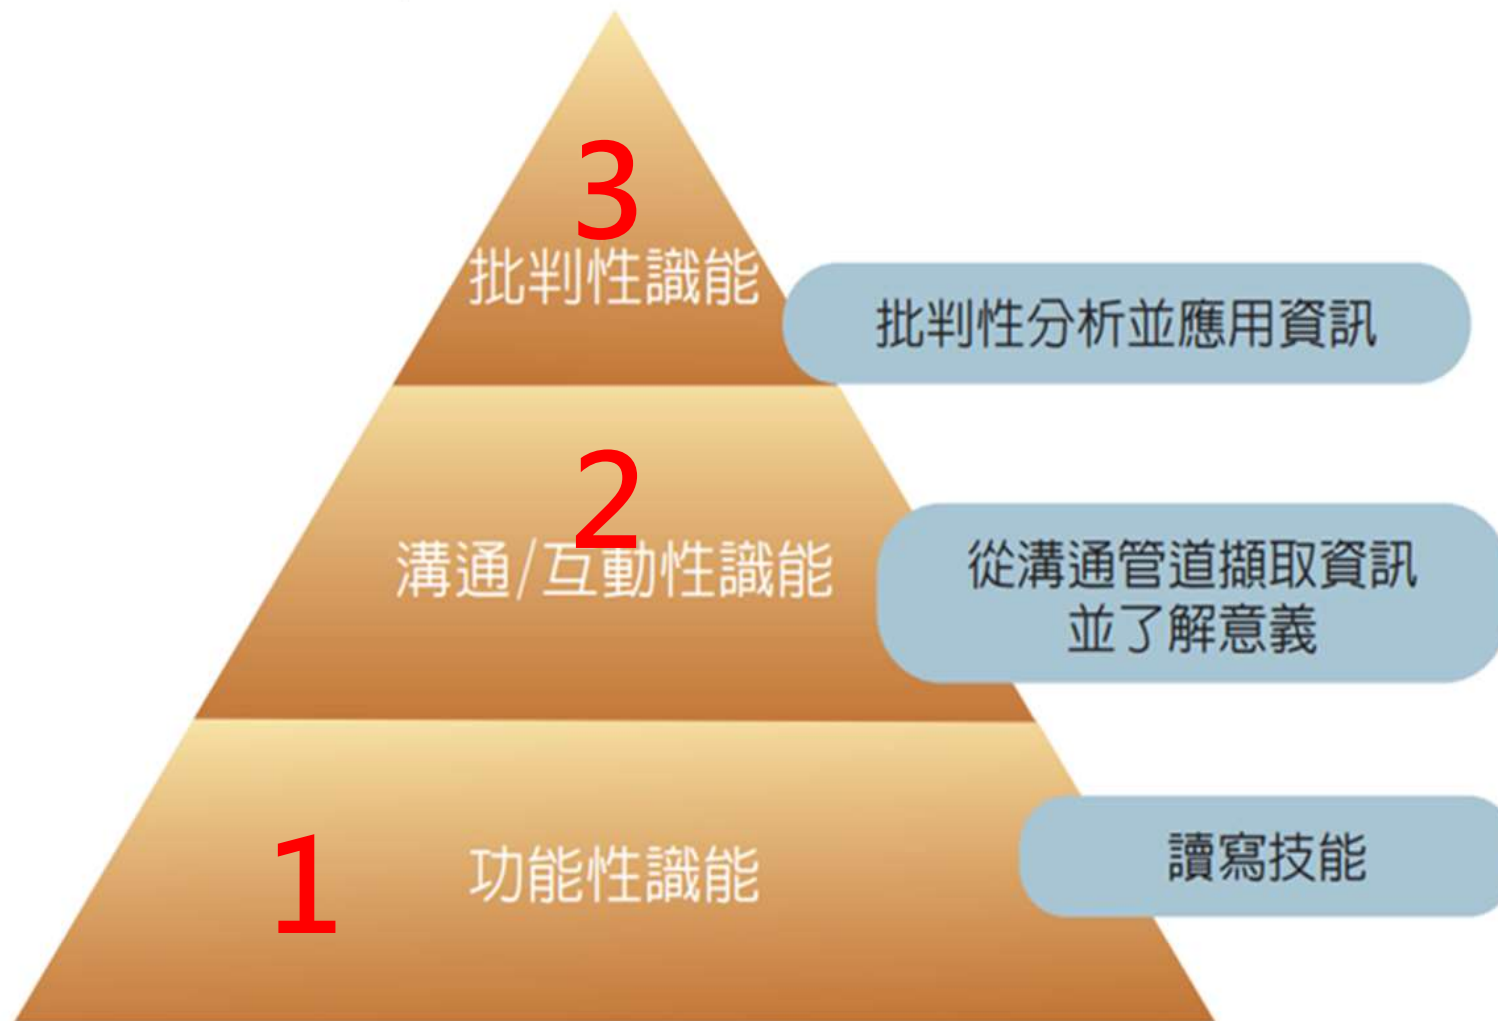 3
批判性識能
批判性分析並應用資訊
2
溝通/互動性識能
從溝通管道擷取資訊
並了解意義
1
功能性識能
讀寫技能